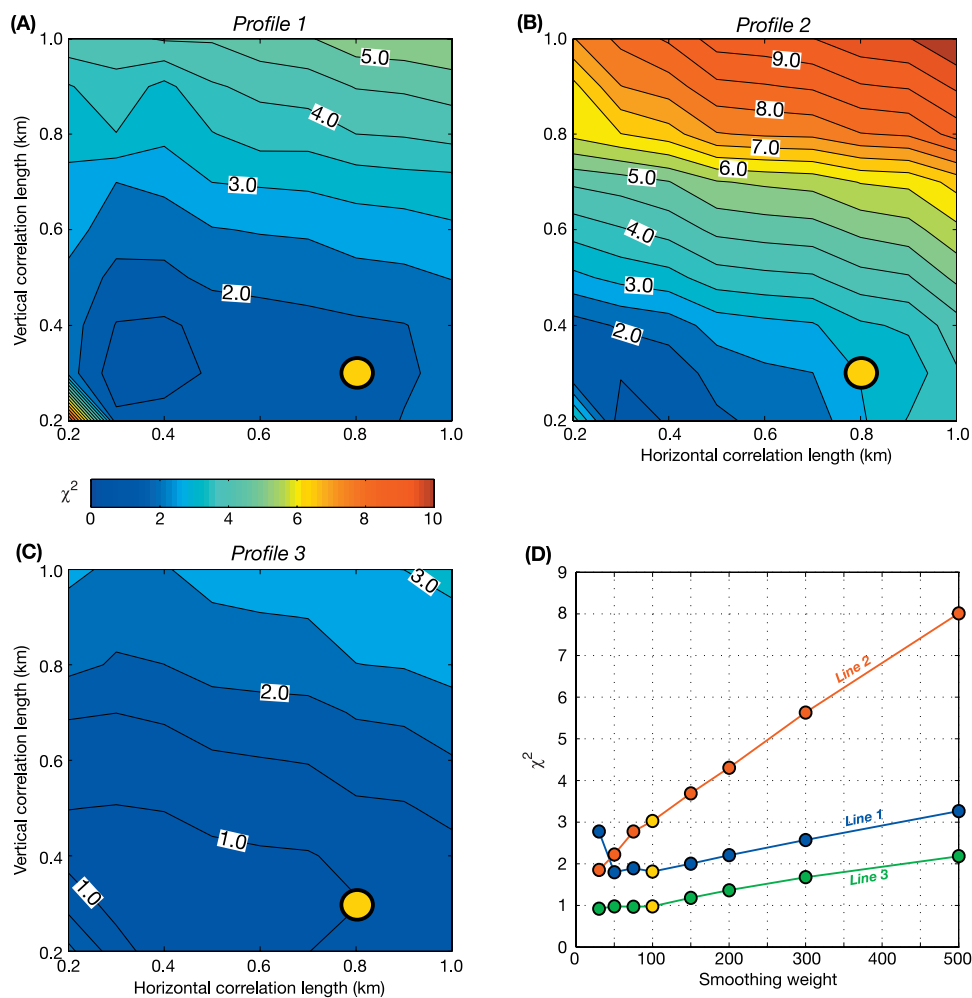 (A)
Profile 1
1.0
0.8
0.6
0.4
0.2
Vertical correlation length (km)
5.0
4.0
3.0
2.0
0.2 0.4 0.6 0.8 1.0
(B)
Profile 2
1.0
0.8
0.6
0.4
0.2
9.0
8.0
7.0
6.0
5.0
4.0
3.0
2.0
0.2 0.4 0.6 0.8 1.0
Horizontal correlation length (km)
χ2
0 2 4 6 8 10
(C)
Profile 3
1.0
0.8
0.6
0.4
0.2
Vertical correlation length (km)
3.0
2.0
1.0
1.0
0.2 0.4 0.6 0.8 1.0
Horizontal correlation length (km)
(D)
9
8
7
6
5
4
3
2
1
0
χ2
Line 2
Line 1
Line 3
0 100 200 300 400 500
Smoothing weight